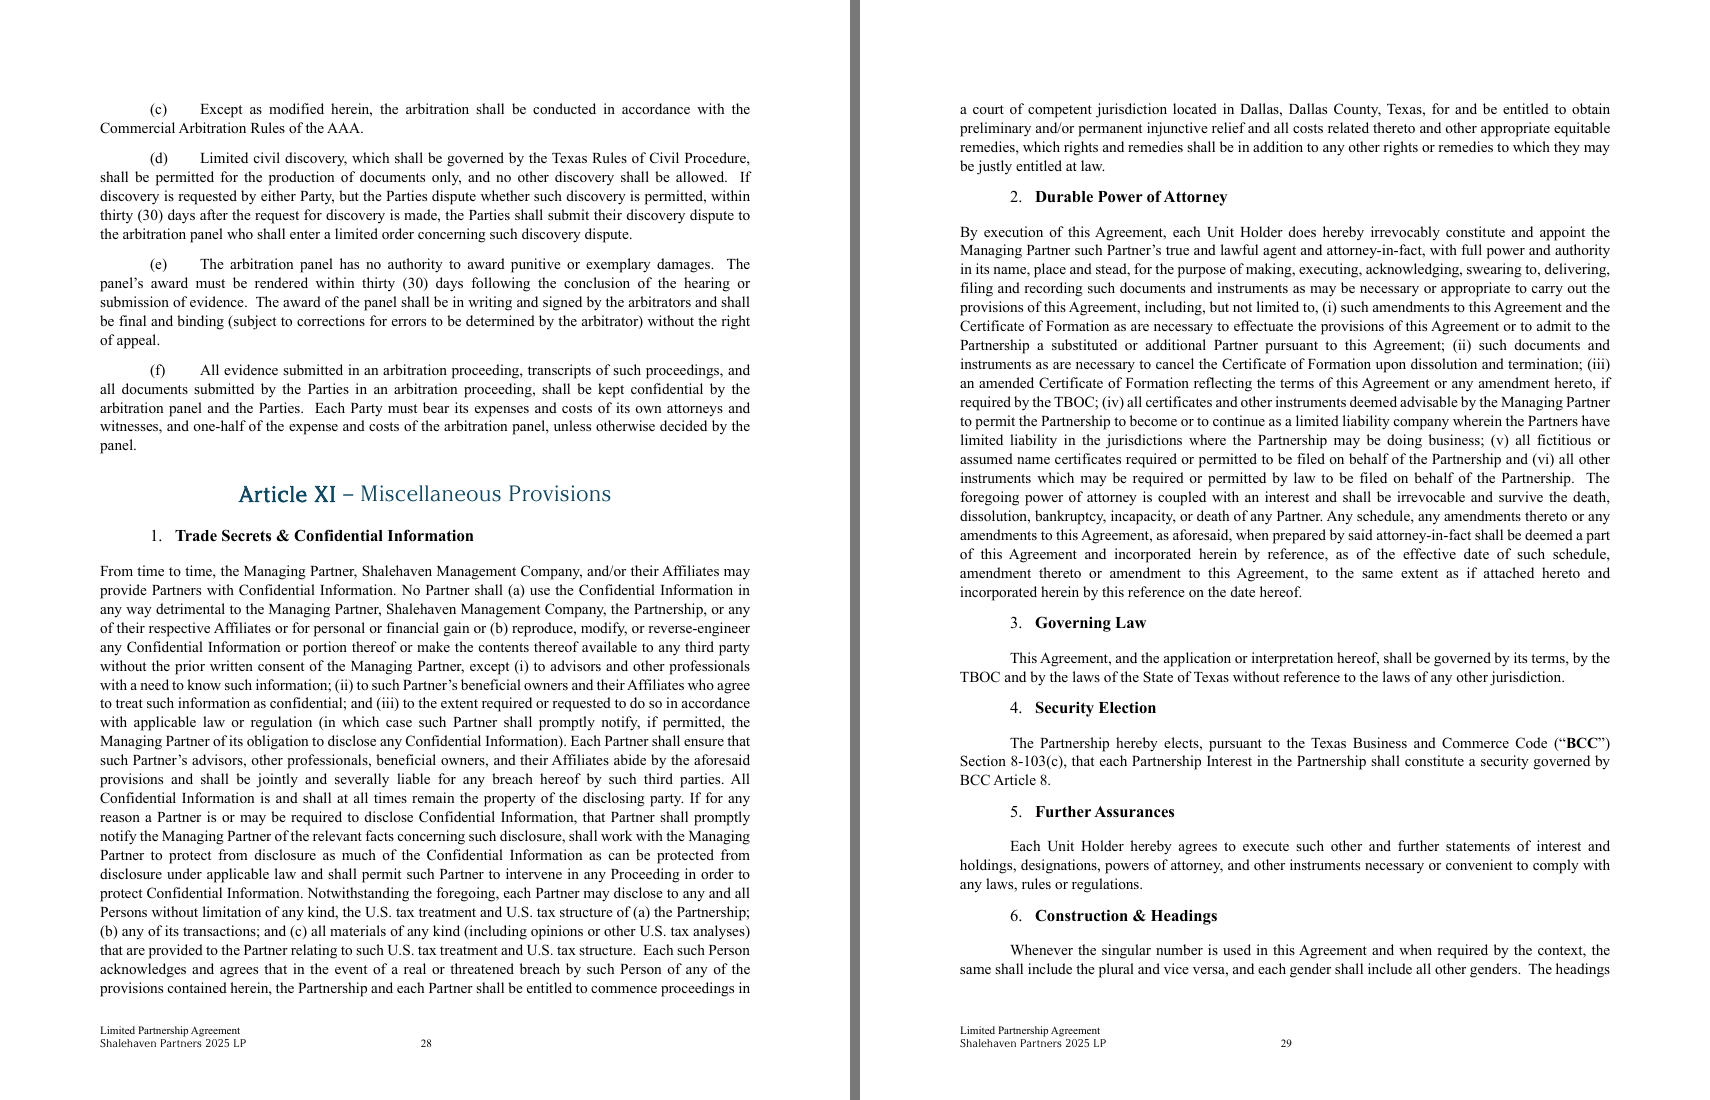 (c) Except as modified herein, the arbitration shall be conducted in accordance with the
Commercial Arbitration Rules of the AAA.
(d) Limited civil discovery, which shall be governed by the Texas Rules of Civil Procedure,
shall be permitted for the production of documents only, and no other discovery shall be allowed. If
discovery is requested by either Party, but the Parties dispute whether such discovery is permitted, within
thirty (30) days after the request for discovery is made, the Parties shall submit their discovery dispute to
the arbitration panel who shall enter a limited order concerning such discovery dispute.
(e) The arbitration panel has no authority to award punitive or exemplary damages. The
panel’s award must be rendered within thirty (30) days following the conclusion of the hearing or
submission of evidence. The award of the panel shall be in writing and signed by the arbitrators and shall
be final and binding (subject to corrections for errors to be determined by the arbitrator) without the right
of appeal.
(f) All evidence submitted in an arbitration proceeding, transcripts of such proceedings, and
all documents submitted by the Parties in an arbitration proceeding, shall be kept confidential by the
arbitration panel and the Parties. Each Party must bear its expenses and costs of its own attorneys and
witnesses, and one-half of the expense and costs of the arbitration panel, unless otherwise decided by the
panel.
Article XI – Miscellaneous Provisions
1. Trade Secrets & Confidential Information
From time to time, the Managing Partner, Shalehaven Management Company, and/or their Affiliates may
provide Partners with Confidential Information. No Partner shall (a) use the Confidential Information in
any way detrimental to the Managing Partner, Shalehaven Management Company, the Partnership, or any
of their respective Affiliates or for personal or financial gain or (b) reproduce, modify, or reverse-engineer
any Confidential Information or portion thereof or make the contents thereof available to any third party
without the prior written consent of the Managing Partner, except (i) to advisors and other professionals
with a need to know such information; (ii) to such Partner’s beneficial owners and their Affiliates who agree
to treat such information as confidential; and (iii) to the extent required or requested to do so in accordance
with applicable law or regulation (in which case such Partner shall promptly notify, if permitted, the
Managing Partner of its obligation to disclose any Confidential Information). Each Partner shall ensure that
such Partner’s advisors, other professionals, beneficial owners, and their Affiliates abide by the aforesaid
provisions and shall be jointly and severally liable for any breach hereof by such third parties. All
Confidential Information is and shall at all times remain the property of the disclosing party. If for any
reason a Partner is or may be required to disclose Confidential Information, that Partner shall promptly
notify the Managing Partner of the relevant facts concerning such disclosure, shall work with the Managing
Partner to protect from disclosure as much of the Confidential Information as can be protected from
disclosure under applicable law and shall permit such Partner to intervene in any Proceeding in order to
protect Confidential Information. Notwithstanding the foregoing, each Partner may disclose to any and all
Persons without limitation of any kind, the U.S. tax treatment and U.S. tax structure of (a) the Partnership;
(b) any of its transactions; and (c) all materials of any kind (including opinions or other U.S. tax analyses)
that are provided to the Partner relating to such U.S. tax treatment and U.S. tax structure. Each such Person
acknowledges and agrees that in the event of a real or threatened breach by such Person of any of the
provisions contained herein, the Partnership and each Partner shall be entitled to commence proceedings in
Limited Partnership Agreement
Shalehaven Partners 2025 LP 28
a court of competent jurisdiction located in Dallas, Dallas County, Texas, for and be entitled to obtain
preliminary and/or permanent injunctive relief and all costs related thereto and other appropriate equitable
remedies, which rights and remedies shall be in addition to any other rights or remedies to which they may
be justly entitled at law.
2. Durable Power of Attorney
By execution of this Agreement, each Unit Holder does hereby irrevocably constitute and appoint the
Managing Partner such Partner’s true and lawful agent and attorney-in-fact, with full power and authority
in its name, place and stead, for the purpose of making, executing, acknowledging, swearing to, delivering,
filing and recording such documents and instruments as may be necessary or appropriate to carry out the
provisions of this Agreement, including, but not limited to, (i) such amendments to this Agreement and the
Certificate of Formation as are necessary to effectuate the provisions of this Agreement or to admit to the
Partnership a substituted or additional Partner pursuant to this Agreement; (ii) such documents and
instruments as are necessary to cancel the Certificate of Formation upon dissolution and termination; (iii)
an amended Certificate of Formation reflecting the terms of this Agreement or any amendment hereto, if
required by the TBOC; (iv) all certificates and other instruments deemed advisable by the Managing Partner
to permit the Partnership to become or to continue as a limited liability company wherein the Partners have
limited liability in the jurisdictions where the Partnership may be doing business; (v) all fictitious or
assumed name certificates required or permitted to be filed on behalf of the Partnership and (vi) all other
instruments which may be required or permitted by law to be filed on behalf of the Partnership. The
foregoing power of attorney is coupled with an interest and shall be irrevocable and survive the death,
dissolution, bankruptcy, incapacity, or death of any Partner. Any schedule, any amendments thereto or any
amendments to this Agreement, as aforesaid, when prepared by said attorney-in-fact shall be deemed a part
of this Agreement and incorporated herein by reference, as of the effective date of such schedule,
amendment thereto or amendment to this Agreement, to the same extent as if attached hereto and
incorporated herein by this reference on the date hereof.
3. Governing Law
This Agreement, and the application or interpretation hereof, shall be governed by its terms, by the
TBOC and by the laws of the State of Texas without reference to the laws of any other jurisdiction.
4. Security Election
The Partnership hereby elects, pursuant to the Texas Business and Commerce Code (“BCC”)
Section 8-103(c), that each Partnership Interest in the Partnership shall constitute a security governed by
BCC Article 8.
5. Further Assurances
Each Unit Holder hereby agrees to execute such other and further statements of interest and
holdings, designations, powers of attorney, and other instruments necessary or convenient to comply with
any laws, rules or regulations.
6. Construction & Headings
Whenever the singular number is used in this Agreement and when required by the context, the
same shall include the plural and vice versa, and each gender shall include all other genders. The headings
Limited Partnership Agreement
Shalehaven Partners 2025 LP 29